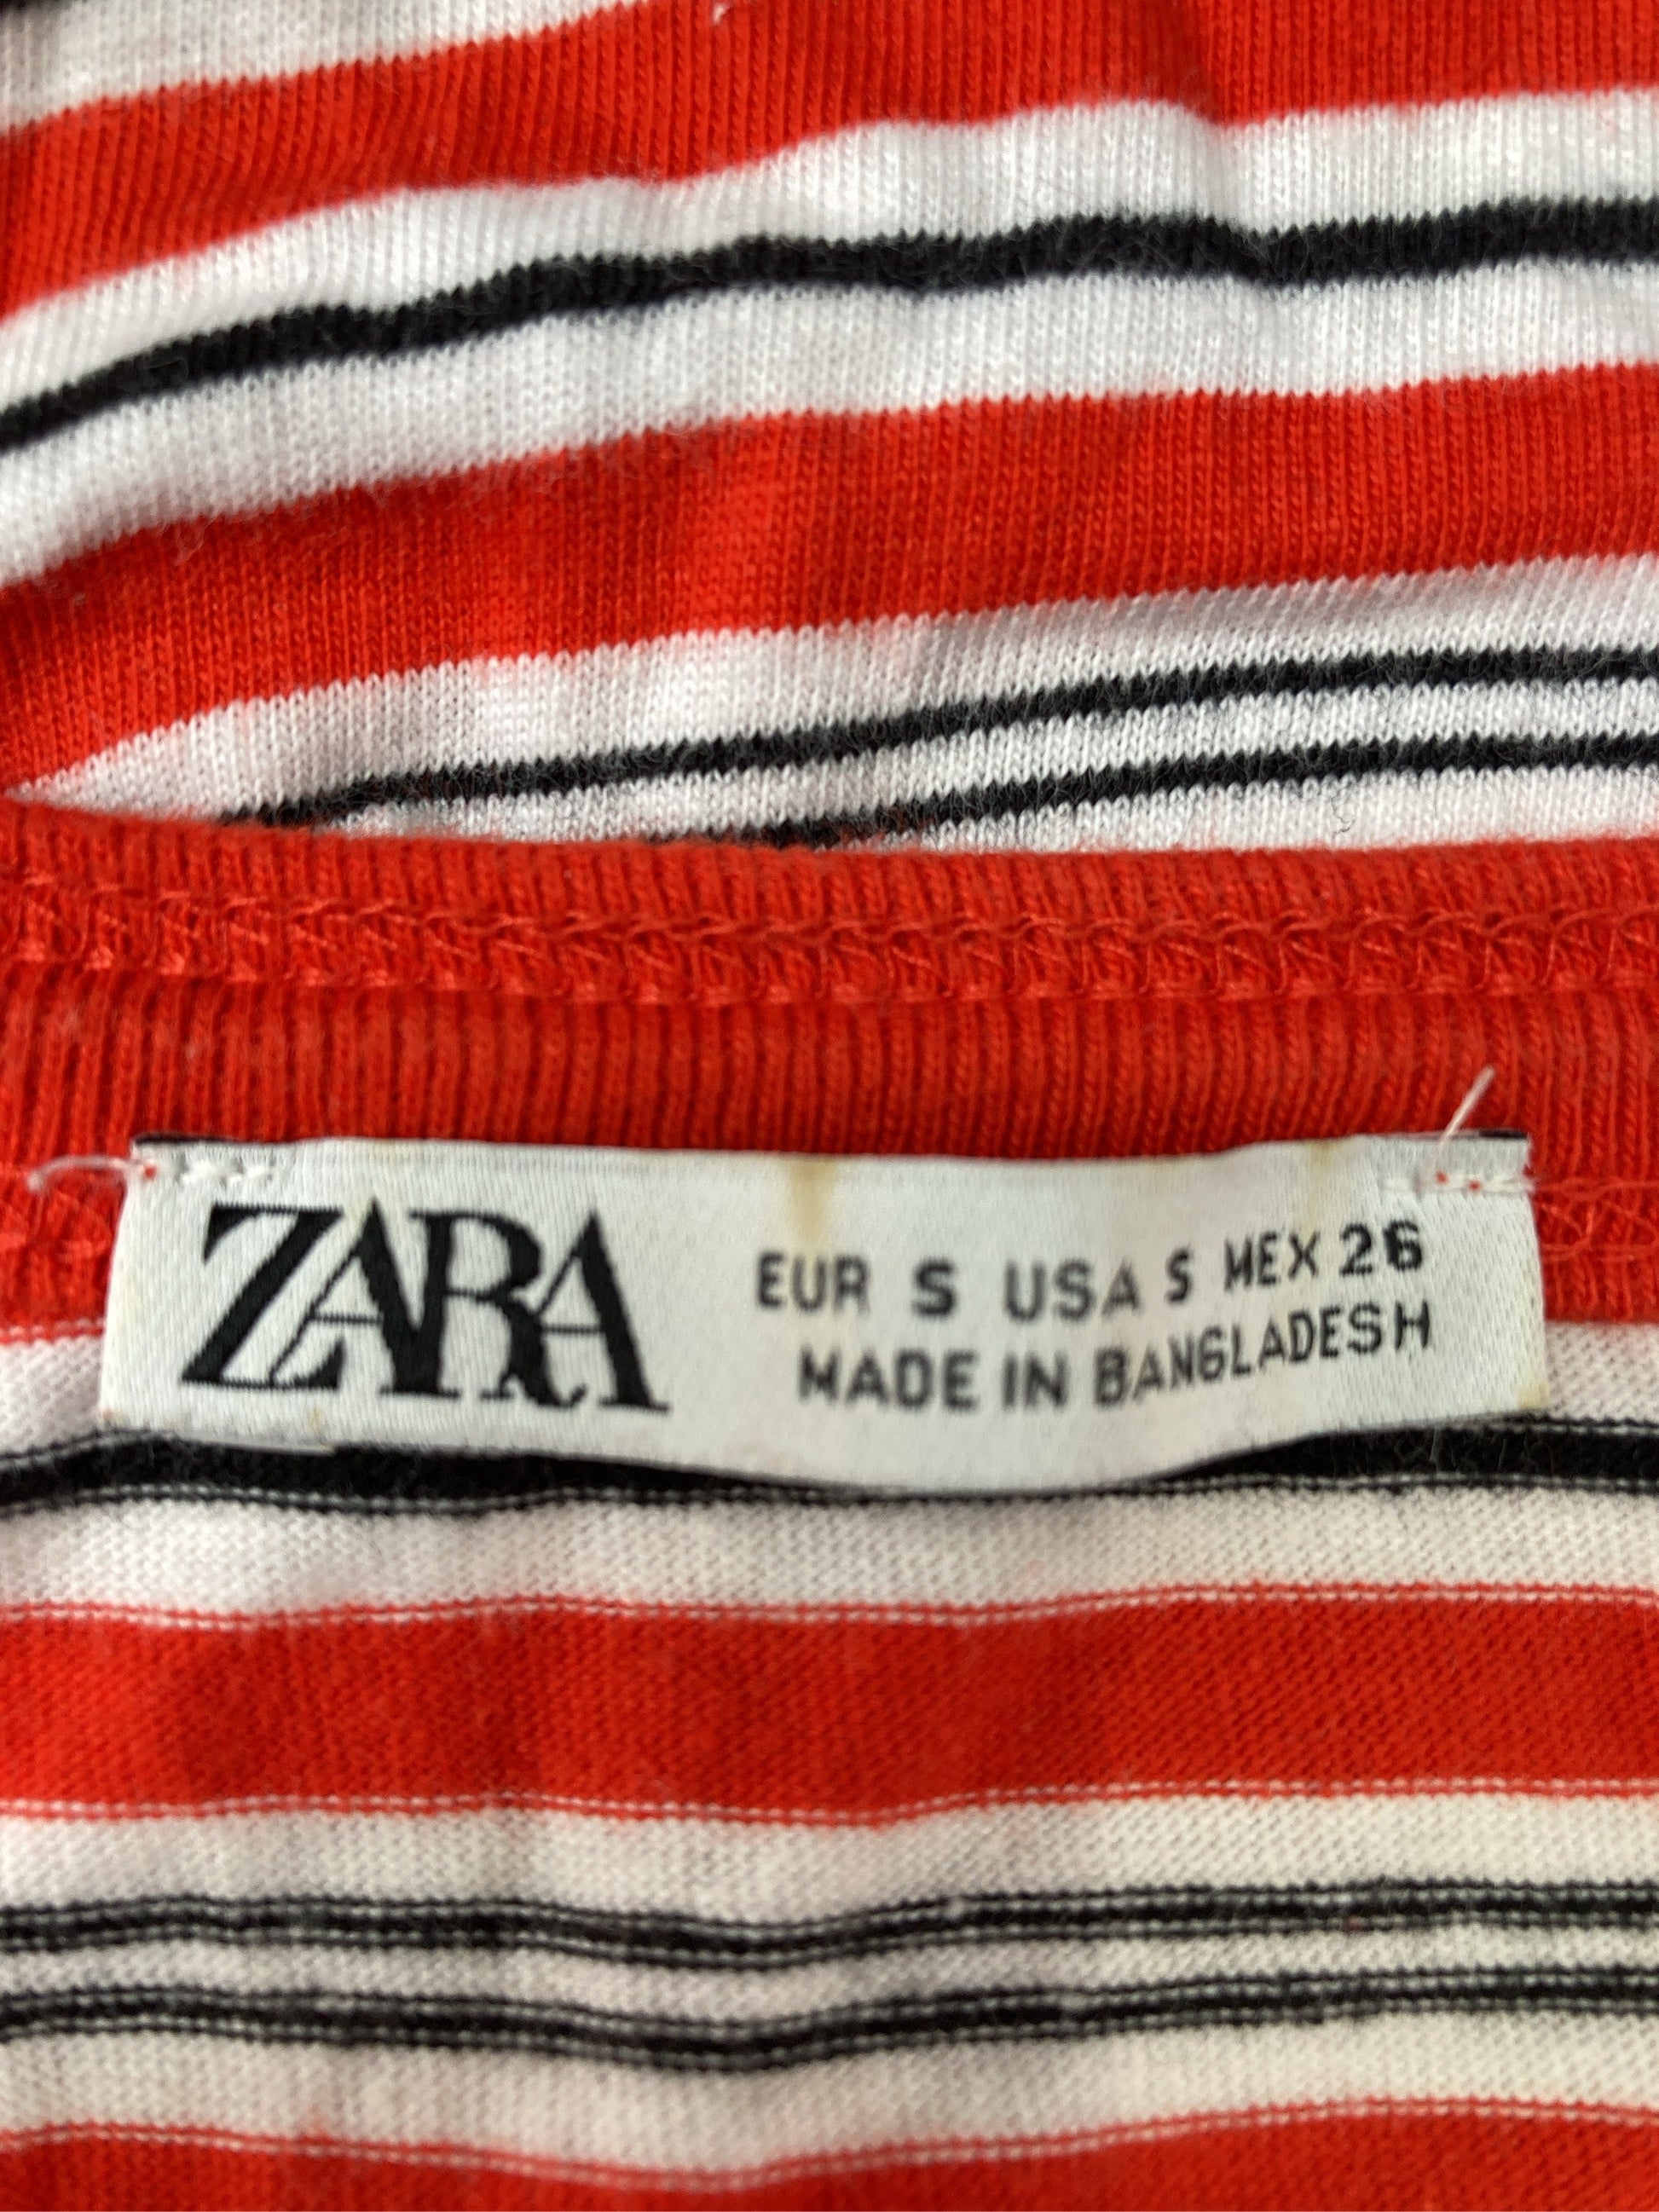 ZARA
EUR S USA S MEX 26
MADE IN BANGLADESH